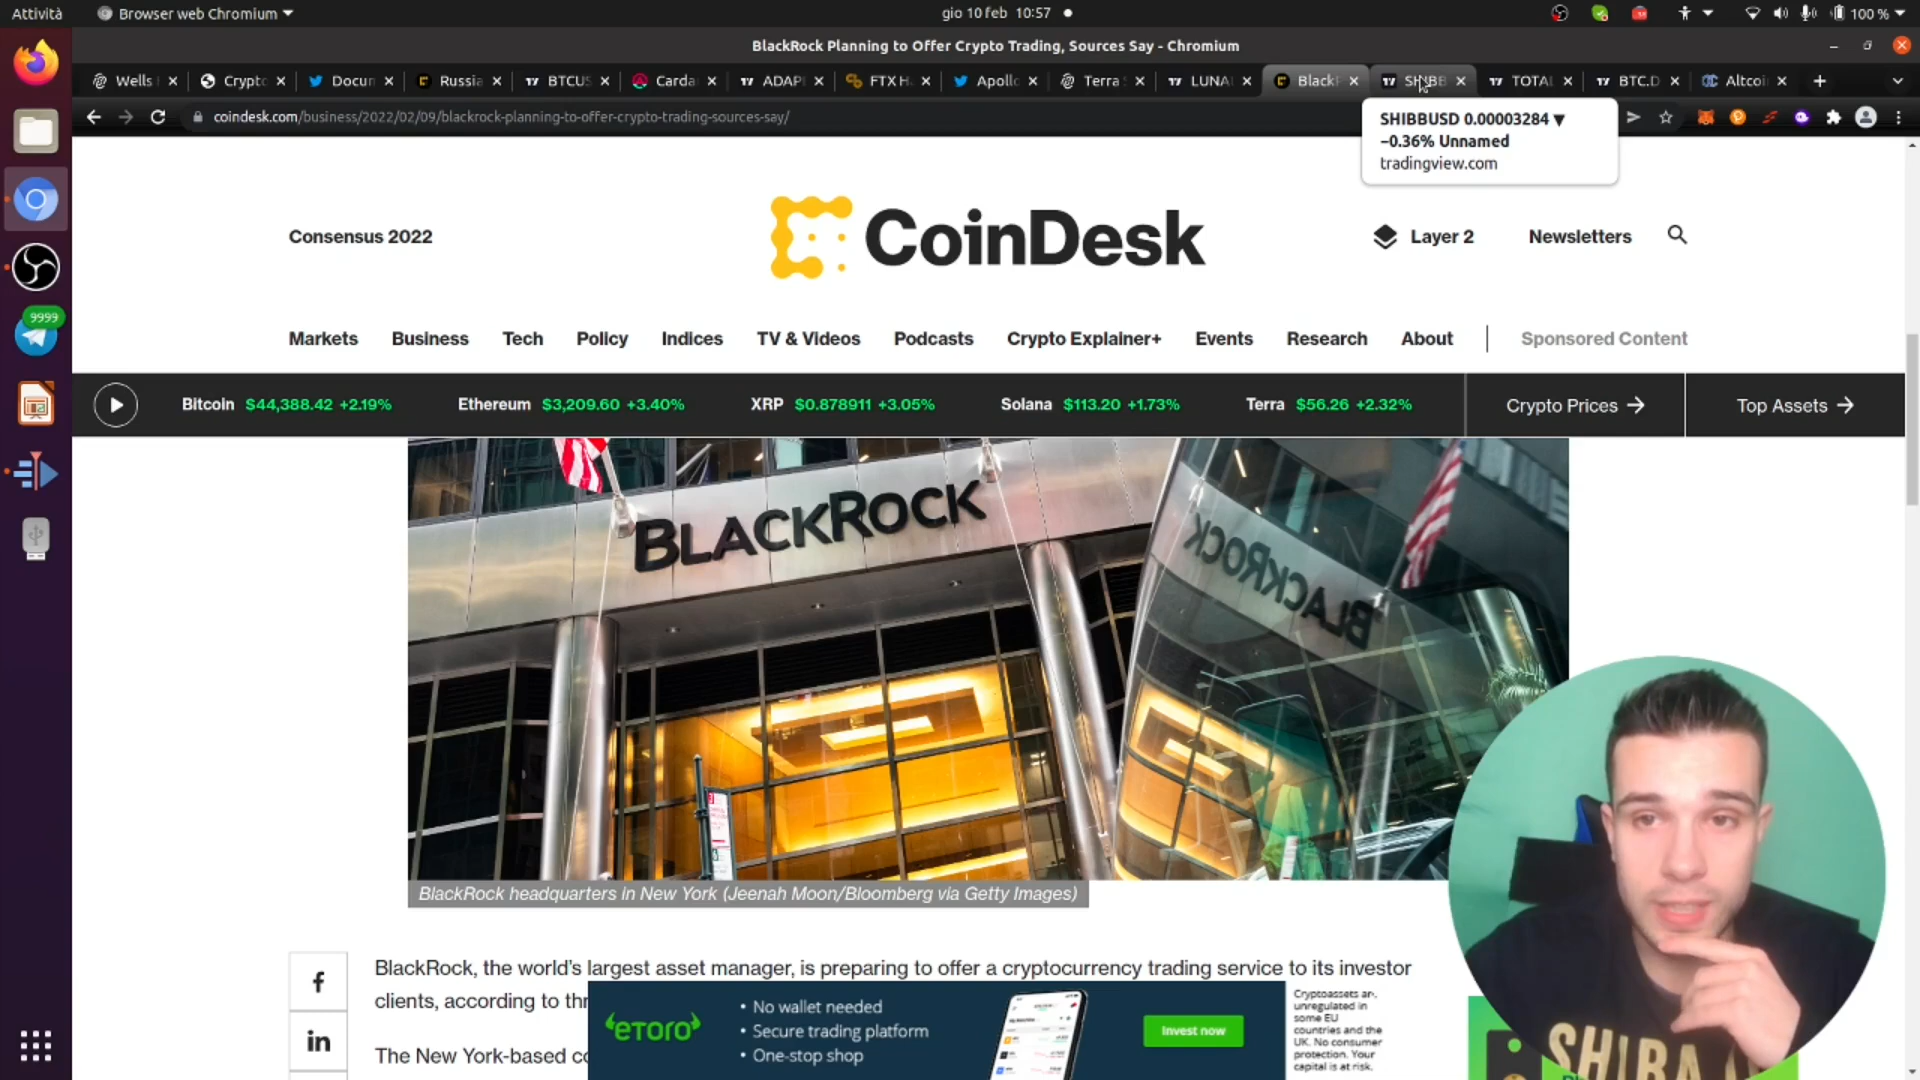 Attività
Browser web Chromium
gio 10 feb 10:57
100 %
BlackRock Planning to Offer Crypto Trading, Sources Say - Chromium
Wells
Crypto
Docum
Russia
BTCUS
Carda
ADAP
FTX H
Apollo
Terra
LUNA
BlackR
SHIBB
TOTAL
BTC.D
Altcoi
coindesk.com/business/2022/02/09/blackrock-planning-to-offer-crypto-trading-sources-say/
SHIBBUSD 0.00003284 ▼
−0.36% Unnamed
tradingview.com
9999
Consensus 2022
CoinDesk
Layer 2
Newsletters
Markets
Business
Tech
Policy
Indices
TV & Videos
Podcasts
Crypto Explainer+
Events
Research
About
Sponsored Content
Bitcoin $44,388.42 +2.19%
Ethereum $3,209.60 +3.40%
XRP $0.878911 +3.05%
Solana $113.20 +1.73%
Terra $56.26 +2.32%
Crypto Prices →
Top Assets →
BLACKROCK
BLACKROCK
BlackRock headquarters in New York (Jeenah Moon/Bloomberg via Getty Images)
BlackRock, the world's largest asset manager, is preparing to offer a cryptocurrency trading service to its investor
clients, according to thr
The New York-based co
eToro
• No wallet needed
• Secure trading platform
• One-stop shop
Invest now
Cryptoassets are
unregulated in
some EU
countries and the
UK. No consumer
protection. Your
capital is at risk.
SHIBA